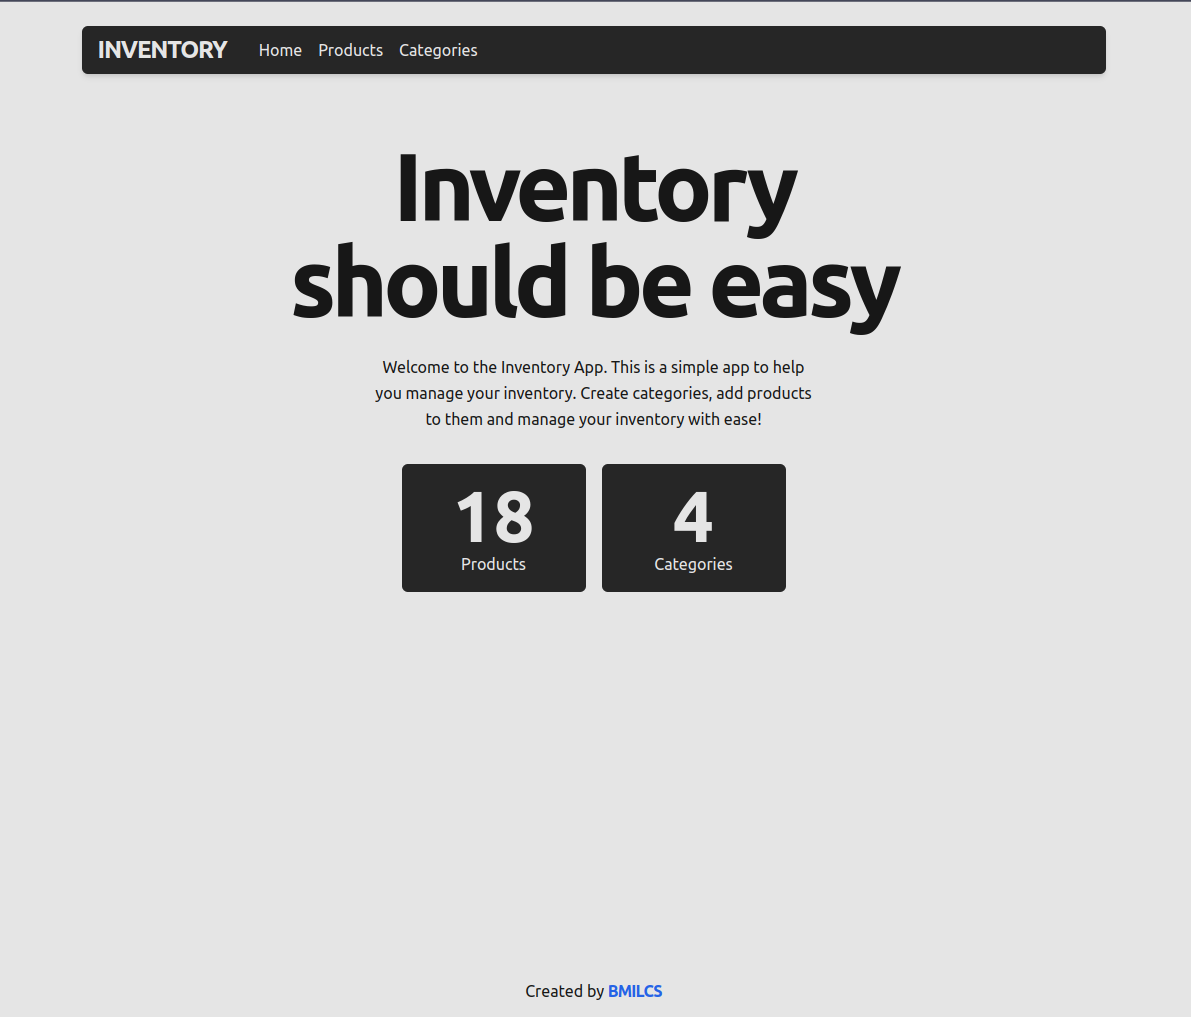 INVENTORY Home Products Categories
Inventory
should be easy
Welcome to the Inventory App. This is a simple app to help
you manage your inventory. Create categories, add products
to them and manage your inventory with ease!
18
Products
4
Categories
Created by BMILCS